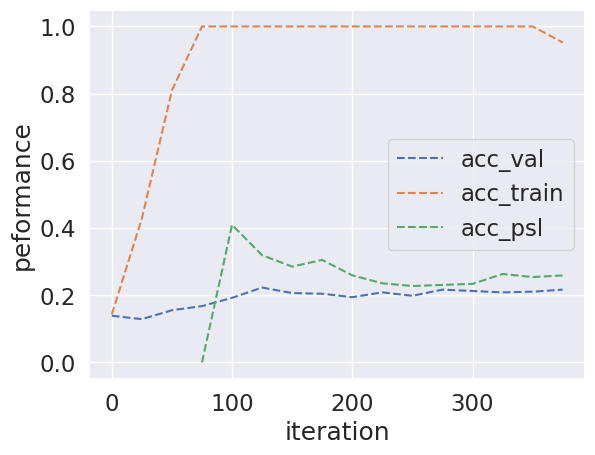 1.0
0.8
0.6
0.4
0.2
0.0
peformance
acc_val
acc_train
acc_psl
0 100 200 300
iteration